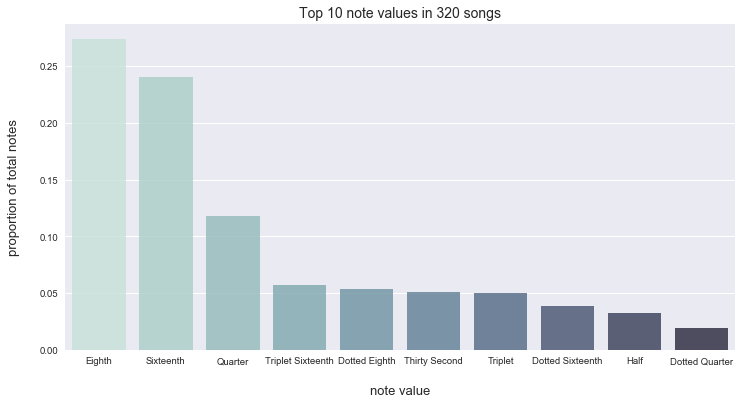 Top 10 note values in 320 songs
proportion of total notes
0.25
0.20
0.15
0.10
0.05
0.00
Eighth Sixteenth Quarter Triplet Sixteenth Dotted Eighth Thirty Second Triplet Dotted Sixteenth Half Dotted Quarter
note value